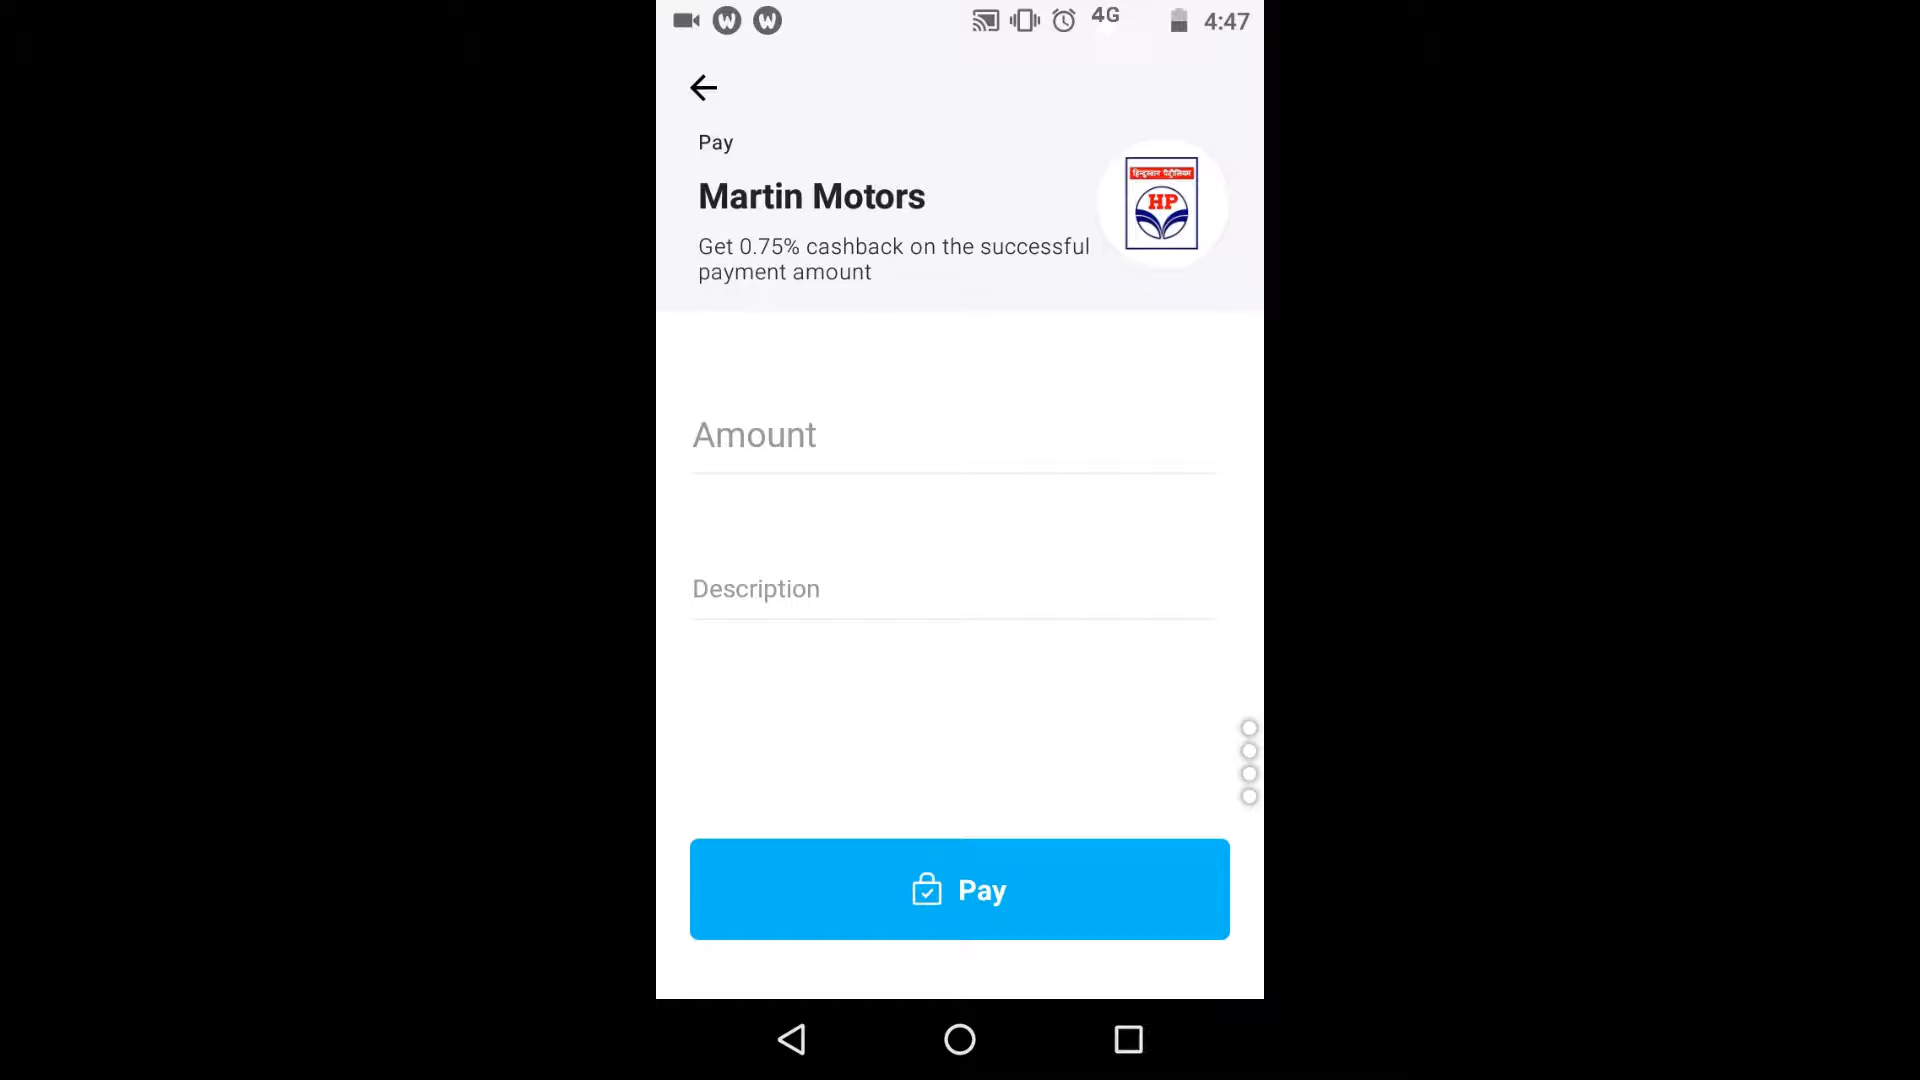 W W 4G 4:47
Pay
Martin Motors
हिन्दुस्तान पेट्रोलियम
HP
Get 0.75% cashback on the successful
payment amount
Amount
Description
Pay